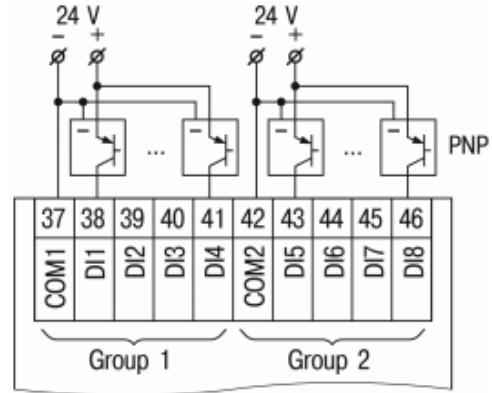 24 V 24 V
– + – +
– ... – – ... – PNP
37 38 39 40 41 42 43 44 45 46
COM1 DI1 DI2 DI3 DI4 COM2 DI5 DI6 DI7 DI8
Group 1 Group 2